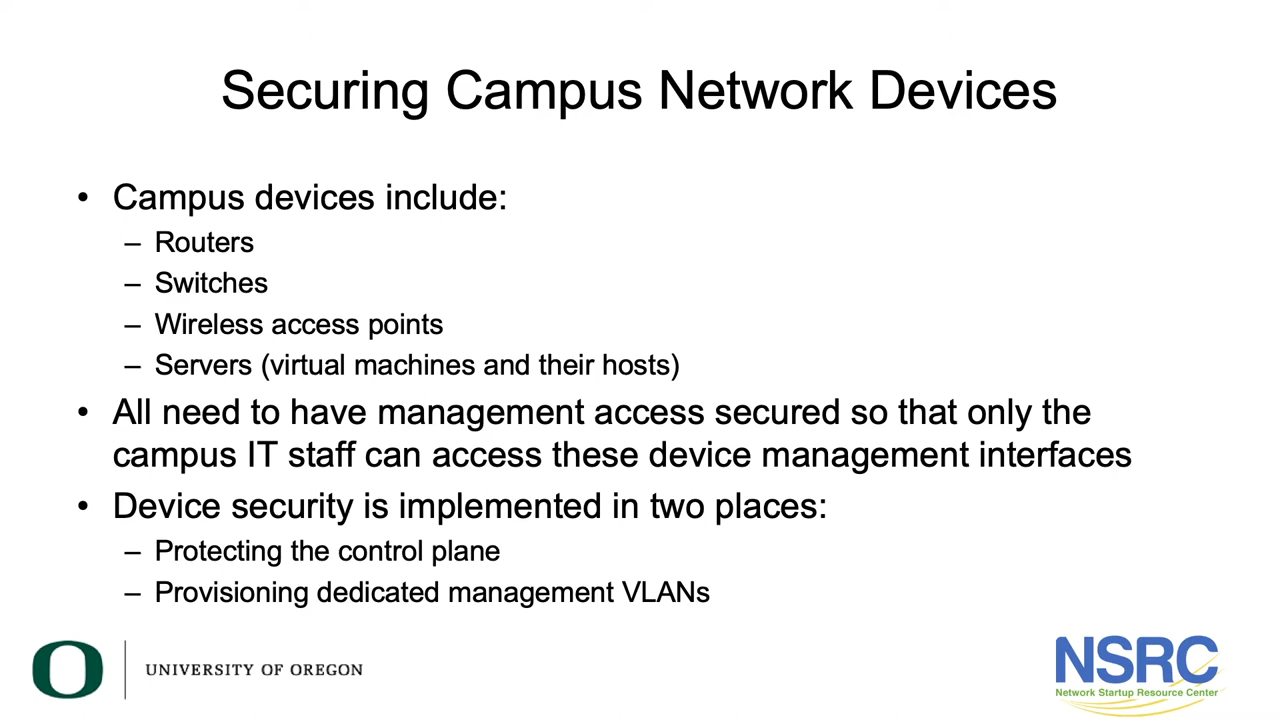 Securing Campus Network Devices
• Campus devices include:
– Routers
– Switches
– Wireless access points
– Servers (virtual machines and their hosts)
• All need to have management access secured so that only the
campus IT staff can access these device management interfaces
• Device security is implemented in two places:
– Protecting the control plane
– Provisioning dedicated management VLANs
O
UNIVERSITY OF OREGON
NSRC
Network Startup Resource Center